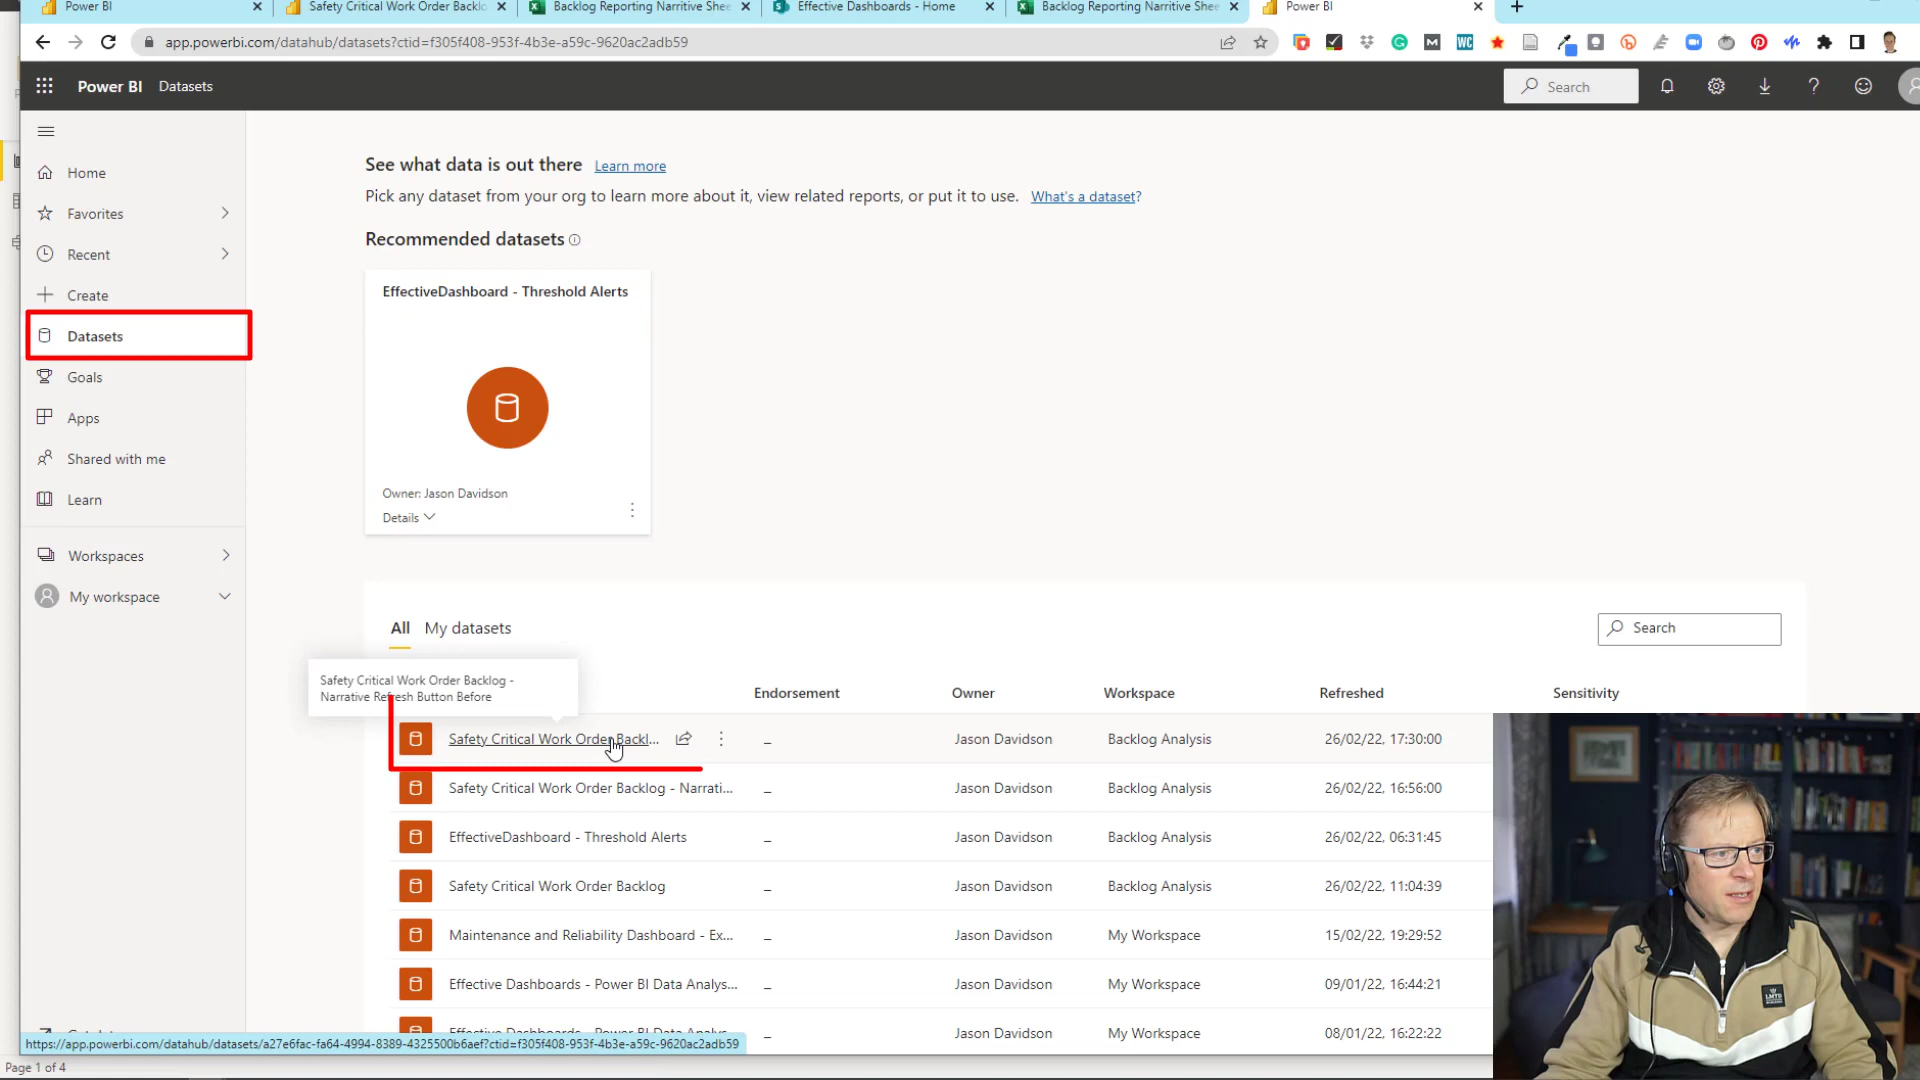 Power BI
Safety Critical Work Order Backlo
Backlog Reporting Narritive Shee
Effective Dashboards - Home
Backlog Reporting Narritive Shee
Power BI
app.powerbi.com/datahub/datasets?ctid=f305f408-953f-4b3e-a59c-9620ac2adb59
Power BI Datasets
Search
Home
Favorites
Recent
Create
Datasets
Goals
Apps
Shared with me
Learn
Workspaces
My workspace
See what data is out there Learn more
Pick any dataset from your org to learn more about it, view related reports, or put it to use. What's a dataset?
Recommended datasets
EffectiveDashboard - Threshold Alerts
Owner: Jason Davidson
Details
All My datasets
Search
Safety Critical Work Order Backlog -
Narrative Refresh Button Before
Endorsement Owner Workspace Refreshed Sensitivity
Safety Critical Work Order Backl... – Jason Davidson Backlog Analysis 26/02/22, 17:30:00
Safety Critical Work Order Backlog - Narrati... – Jason Davidson Backlog Analysis 26/02/22, 16:56:00
EffectiveDashboard - Threshold Alerts – Jason Davidson Backlog Analysis 26/02/22, 06:31:45
Safety Critical Work Order Backlog – Jason Davidson Backlog Analysis 26/02/22, 11:04:39
Maintenance and Reliability Dashboard - Ex... – Jason Davidson My Workspace 15/02/22, 19:29:52
Effective Dashboards - Power BI Data Analys... – Jason Davidson My Workspace 09/01/22, 16:44:21
Effective Dashboards - Power BI Data Analys... – Jason Davidson My Workspace 08/01/22, 16:22:22
https://app.powerbi.com/datahub/datasets/a27e6fac-fa64-4994-8389-4325500b6aef?ctid=f305f408-953f-4b3e-a59c-9620ac2adb59
Page 1 of 4